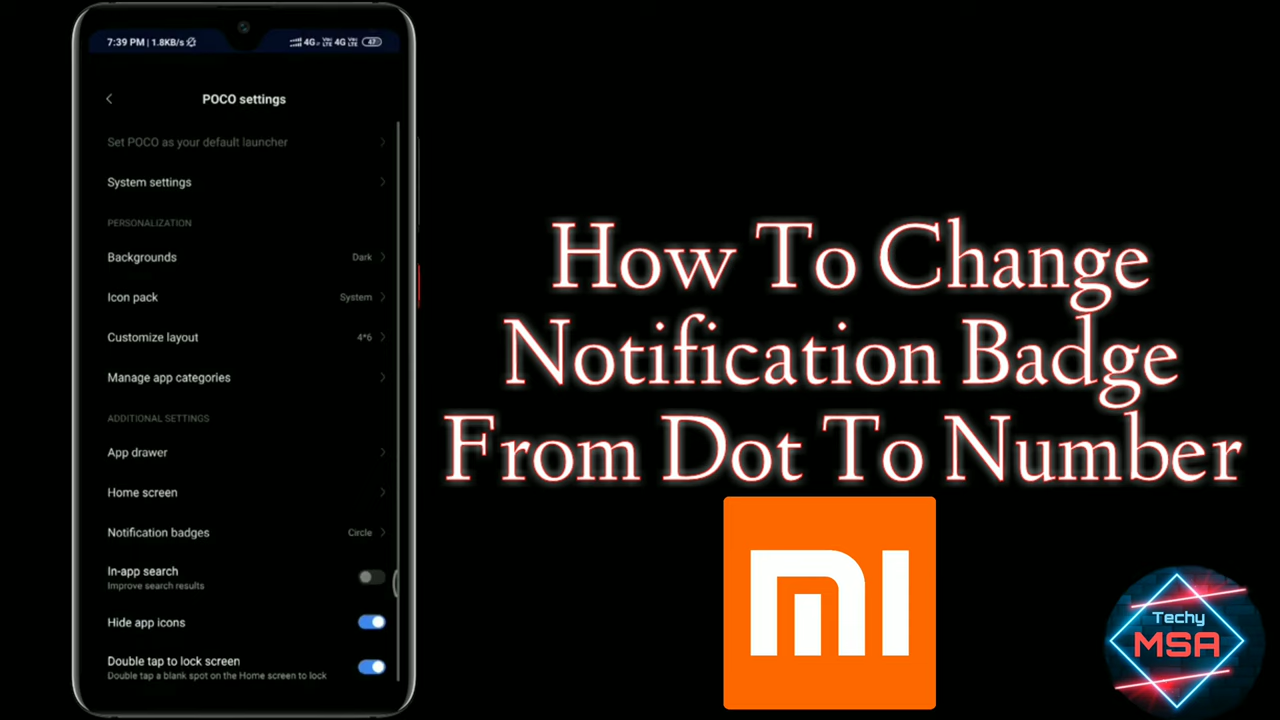 7:39 PM | 1.8KB/s
4G
4G
47
POCO settings
Set POCO as your default launcher
System settings
PERSONALIZATION
Backgrounds Dark
Icon pack System
Customize layout 4*6
Manage app categories
ADDITIONAL SETTINGS
App drawer
Home screen
Notification badges Circle
In-app search
Improve search results
Hide app icons
Double tap to lock screen
Double tap a blank spot on the Home screen to lock
How To Change
Notification Badge
From Dot To Number
mi
Techy
MSA